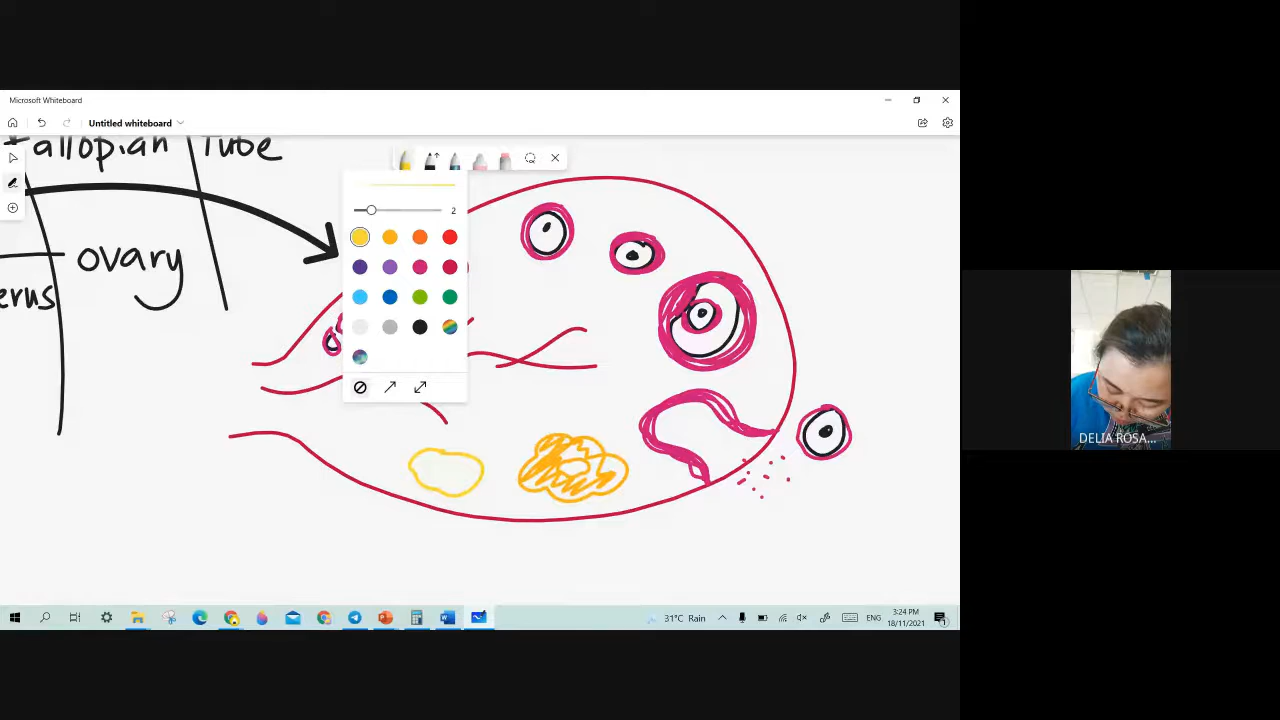 Microsoft Whiteboard
Untitled whiteboard
Fallopian Tube
ovary
erus
2
DELIA ROSA...
31°C Rain
ENG
3:24 PM
18/11/2021